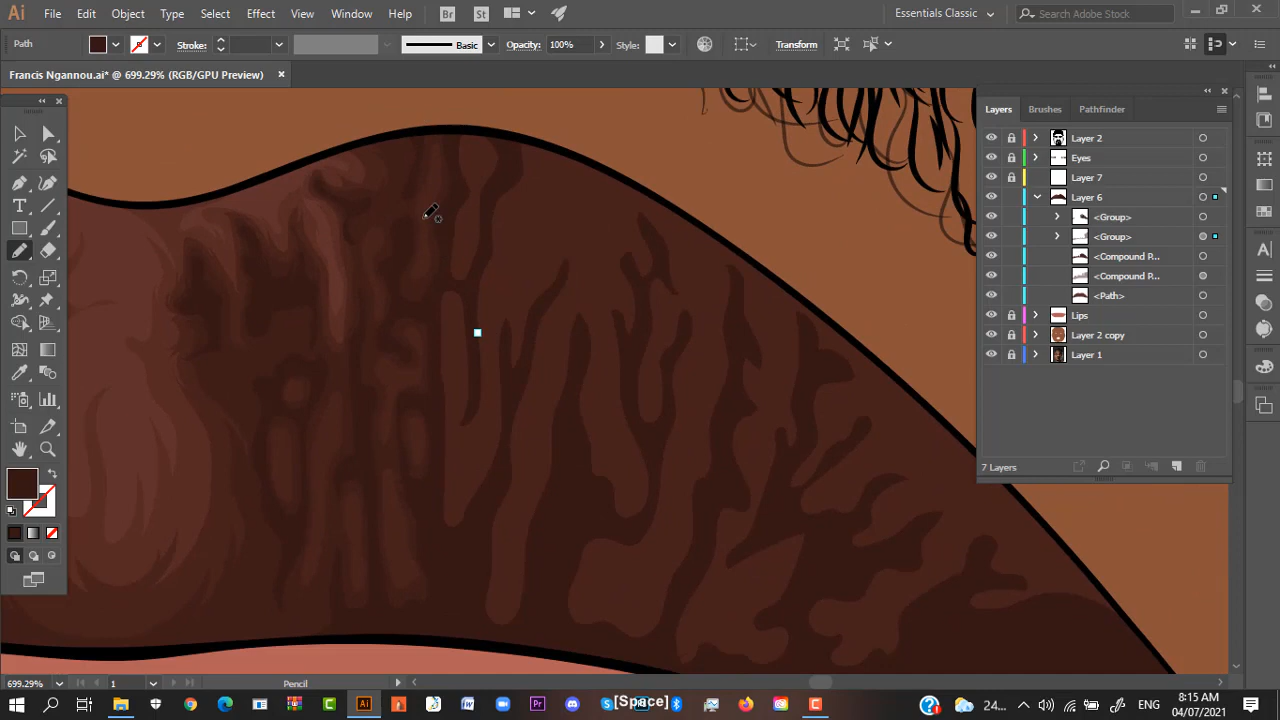 Ai File Edit Object Type Select Effect View Window Help Br St Essentials Classic Search Adobe Stock
Path Stroke: Basic Opacity: 100% Style: Transform
Francis Ngannou.ai* @ 699.29% (RGB/GPU Preview)
Layers Brushes Pathfinder
Layer 2
Eyes
Layer 7
Layer 6
<Group>
<Group>
<Compound P...
<Compound P...
<Path>
Lips
Layer 2 copy
Layer 1
7 Layers
699.29% 1 Pencil
[Space]
24... ENG 8:15 AM
04/07/2021